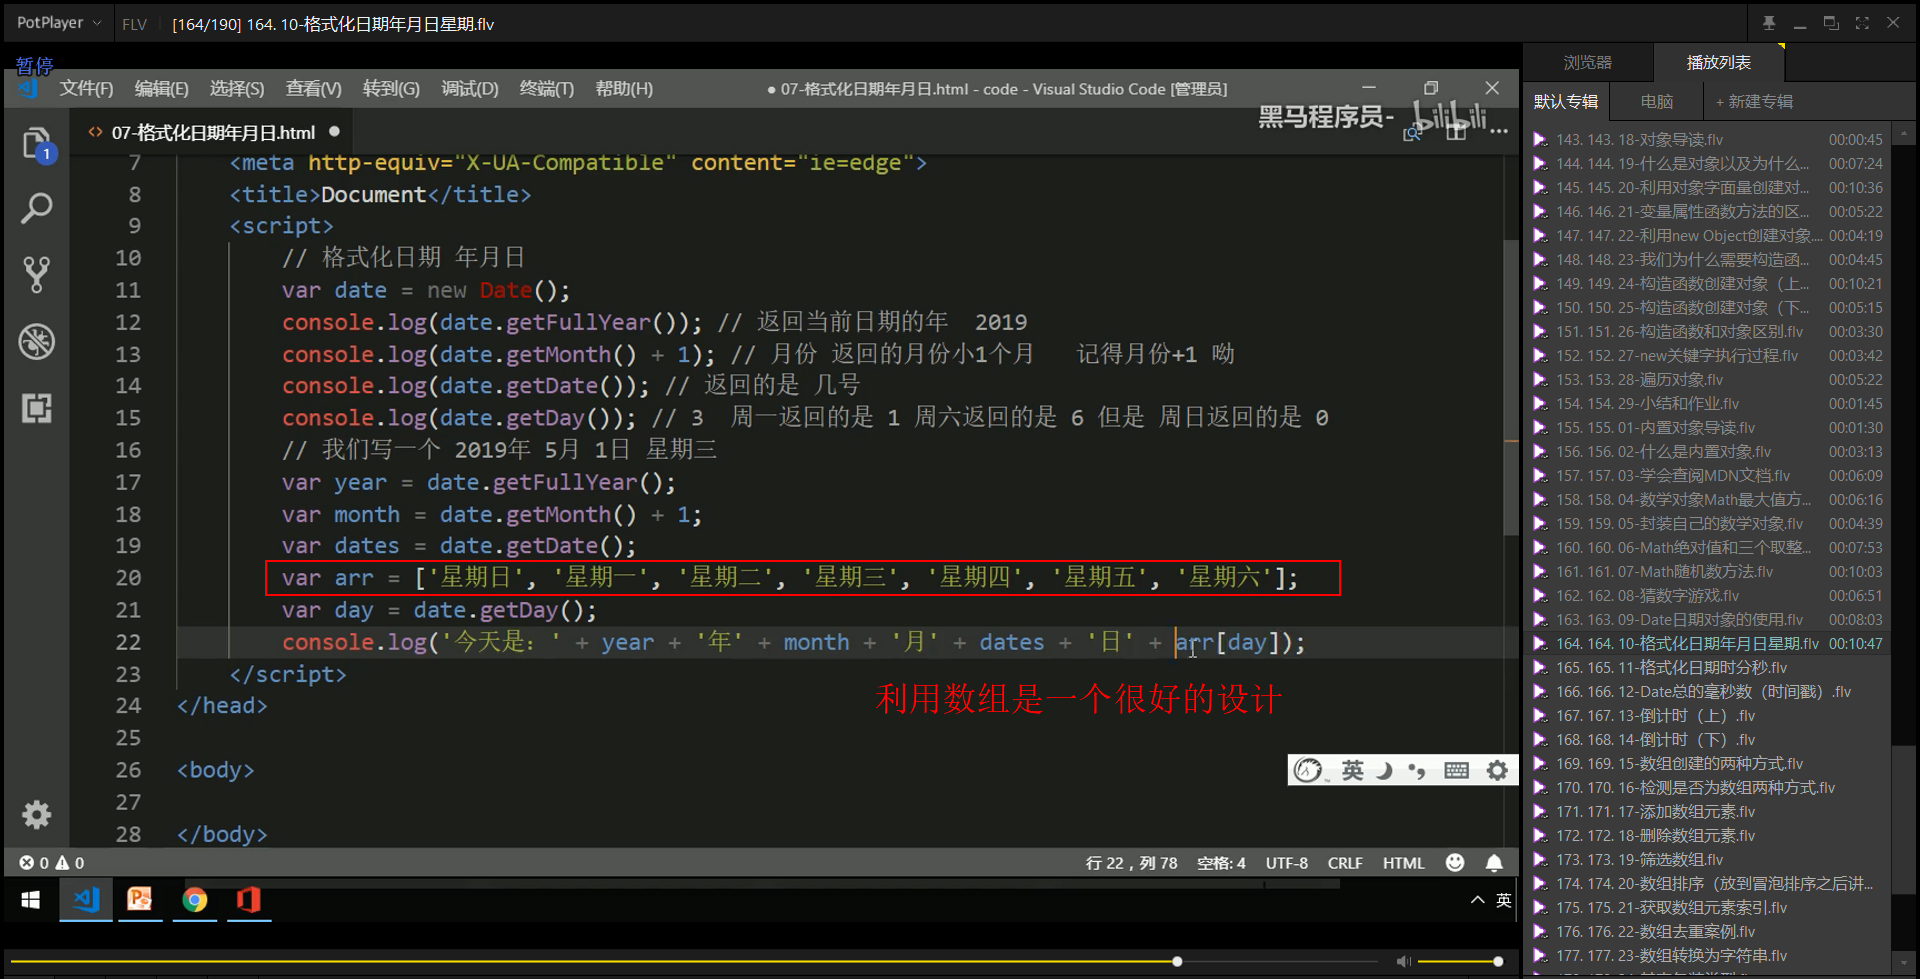 PotPlayer
FLV
[164/190] 164. 10-格式化日期年月日星期.flv
暂停
文件(F) 编辑(E) 选择(S) 查看(V) 转到(G) 调试(D) 终端(T) 帮助(H)
● 07-格式化日期年月日.html - code - Visual Studio Code [管理员]
黑马程序员- bilibili
<> 07-格式化日期年月日.html ●
1
7 <meta http-equiv="X-UA-Compatible" content="ie=edge">
8 <title>Document</title>
9 <script>
10 // 格式化日期 年月日
11 var date = new Date();
12 console.log(date.getFullYear()); // 返回当前日期的年  2019
13 console.log(date.getMonth() + 1); // 月份 返回的月份小1个月   记得月份+1 呦
14 console.log(date.getDate()); // 返回的是 几号
15 console.log(date.getDay()); // 3  周一返回的是 1 周六返回的是 6 但是 周日返回的是 0
16 // 我们写一个 2019年 5月 1日 星期三
17 var year = date.getFullYear();
18 var month = date.getMonth() + 1;
19 var dates = date.getDate();
20 var arr = ['星期日', '星期一', '星期二', '星期三', '星期四', '星期五', '星期六'];
21 var day = date.getDay();
22 console.log('今天是: ' + year + '年' + month + '月' + dates + '日' + arr[day]);
23 </script>
24 </head>
25
26 <body>
27
28 </body>
利用数组是一个很好的设计
英
0 0
行 22，列 78 空格: 4 UTF-8 CRLF HTML
英
浏览器 播放列表
默认专辑 电脑 + 新建专辑
143. 143. 18-对象导读.flv 00:00:45
144. 144. 19-什么是对象以及为什么... 00:07:24
145. 145. 20-利用对象字面量创建对... 00:10:36
146. 146. 21-变量属性函数方法的区... 00:05:22
147. 147. 22-利用new Object创建对象.... 00:04:19
148. 148. 23-我们为什么需要构造函... 00:04:45
149. 149. 24-构造函数创建对象（上... 00:10:21
150. 150. 25-构造函数创建对象（下... 00:05:15
151. 151. 26-构造函数和对象区别.flv 00:03:30
152. 152. 27-new关键字执行过程.flv 00:03:42
153. 153. 28-遍历对象.flv 00:05:22
154. 154. 29-小结和作业.flv 00:01:45
155. 155. 01-内置对象导读.flv 00:01:30
156. 156. 02-什么是内置对象.flv 00:03:13
157. 157. 03-学会查阅MDN文档.flv 00:06:09
158. 158. 04-数学对象Math最大值方... 00:06:16
159. 159. 05-封装自己的数学对象.flv 00:04:39
160. 160. 06-Math绝对值和三个取整... 00:07:53
161. 161. 07-Math随机数方法.flv 00:10:03
162. 162. 08-猜数字游戏.flv 00:06:51
163. 163. 09-Date日期对象的使用.flv 00:08:03
164. 164. 10-格式化日期年月日星期.flv 00:10:47
165. 165. 11-格式化日期时分秒.flv
166. 166. 12-Date总的毫秒数（时间戳）.flv
167. 167. 13-倒计时（上）.flv
168. 168. 14-倒计时（下）.flv
169. 169. 15-数组创建的两种方式.flv
170. 170. 16-检测是否为数组两种方式.flv
171. 171. 17-添加数组元素.flv
172. 172. 18-删除数组元素.flv
173. 173. 19-筛选数组.flv
174. 174. 20-数组排序（放到冒泡排序之后讲...
175. 175. 21-获取数组元素索引.flv
176. 176. 22-数组去重案例.flv
177. 177. 23-数组转换为字符串.flv